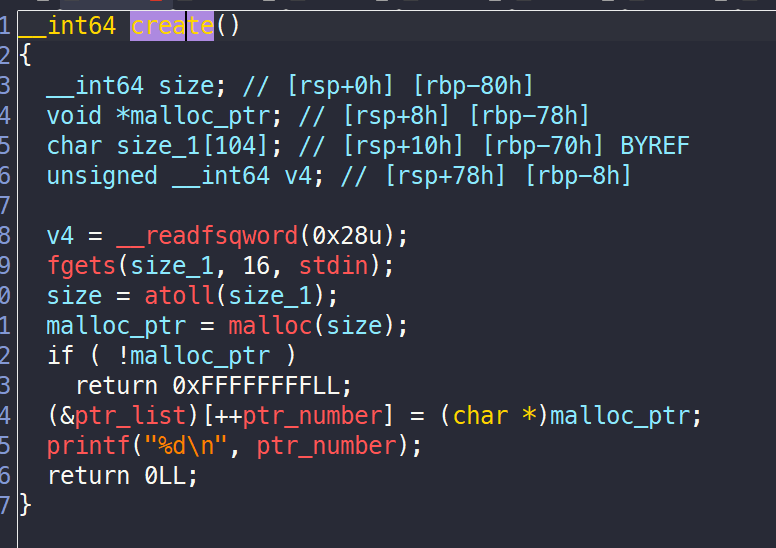 1 __int64 create()
2 {
3   __int64 size; // [rsp+0h] [rbp-80h]
4   void *malloc_ptr; // [rsp+8h] [rbp-78h]
5   char size_1[104]; // [rsp+10h] [rbp-70h] BYREF
6   unsigned __int64 v4; // [rsp+78h] [rbp-8h]
7
8   v4 = __readfsqword(0x28u);
9   fgets(size_1, 16, stdin);
0   size = atoll(size_1);
1   malloc_ptr = malloc(size);
2   if ( !malloc_ptr )
3     return 0xFFFFFFFFLL;
4   (&ptr_list)[++ptr_number] = (char *)malloc_ptr;
5   printf("%d\n", ptr_number);
6   return 0LL;
7 }